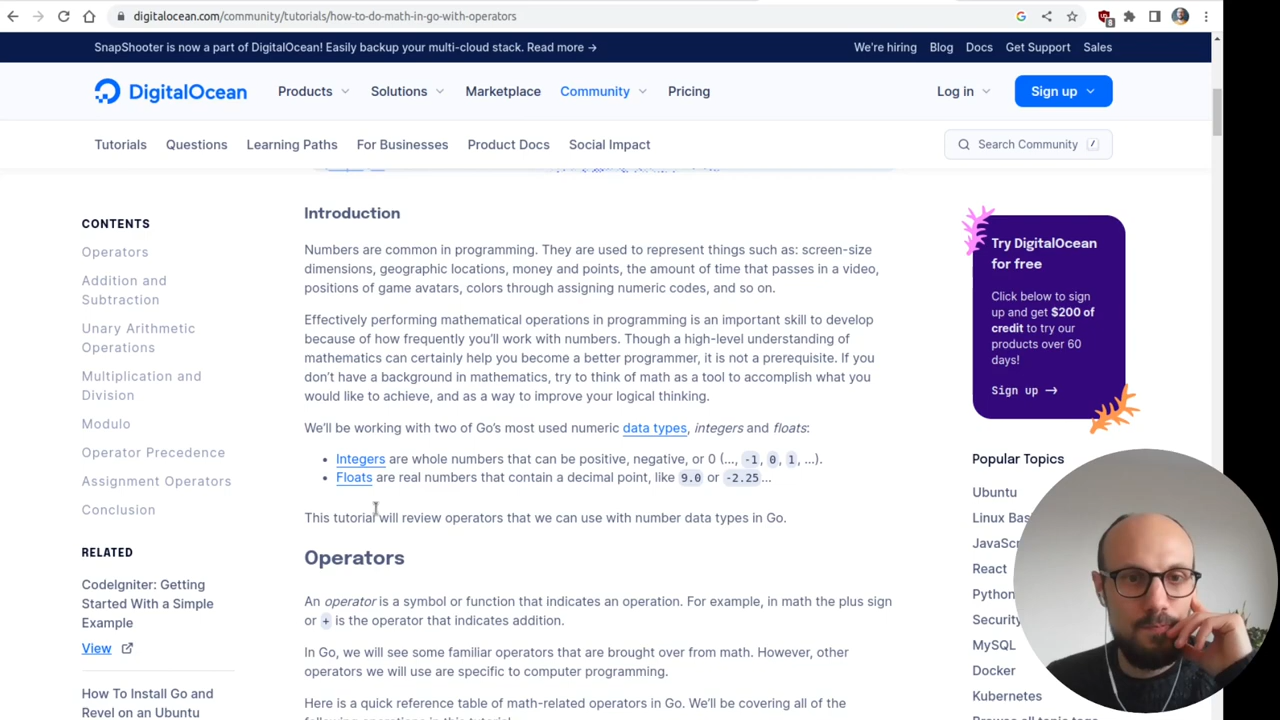 digitalocean.com/community/tutorials/how-to-do-math-in-go-with-operators
8
SnapShooter is now a part of DigitalOcean! Easily backup your multi-cloud stack. Read more →
We're hiring Blog Docs Get Support Sales
DigitalOcean Products Solutions Marketplace Community Pricing Log in Sign up
Tutorials Questions Learning Paths For Businesses Product Docs Social Impact Search Community /
CONTENTS
Operators
Addition and
Subtraction
Unary Arithmetic
Operations
Multiplication and
Division
Modulo
Operator Precedence
Assignment Operators
Conclusion
RELATED
CodeIgniter: Getting
Started With a Simple
Example
View
How To Install Go and
Revel on an Ubuntu
Introduction
Numbers are common in programming. They are used to represent things such as: screen-size
dimensions, geographic locations, money and points, the amount of time that passes in a video,
positions of game avatars, colors through assigning numeric codes, and so on.
Effectively performing mathematical operations in programming is an important skill to develop
because of how frequently you'll work with numbers. Though a high-level understanding of
mathematics can certainly help you become a better programmer, it is not a prerequisite. If you
don't have a background in mathematics, try to think of math as a tool to accomplish what you
would like to achieve, and as a way to improve your logical thinking.
We'll be working with two of Go's most used numeric data types, integers and floats:
• Integers are whole numbers that can be positive, negative, or 0 (…, -1, 0, 1, …).
• Floats are real numbers that contain a decimal point, like 9.0 or -2.25…
This tutorial will review operators that we can use with number data types in Go.
Operators
An operator is a symbol or function that indicates an operation. For example, in math the plus sign
or + is the operator that indicates addition.
In Go, we will see some familiar operators that are brought over from math. However, other
operators we will use are specific to computer programming.
Here is a quick reference table of math-related operators in Go. We'll be covering all of the
following operations in this tutorial.
Try DigitalOcean
for free
Click below to sign
up and get $200 of
credit to try our
products over 60
days!
Sign up →
Popular Topics
Ubuntu
Linux Bas
JavaScr
React
Python
Security
MySQL
Docker
Kubernetes